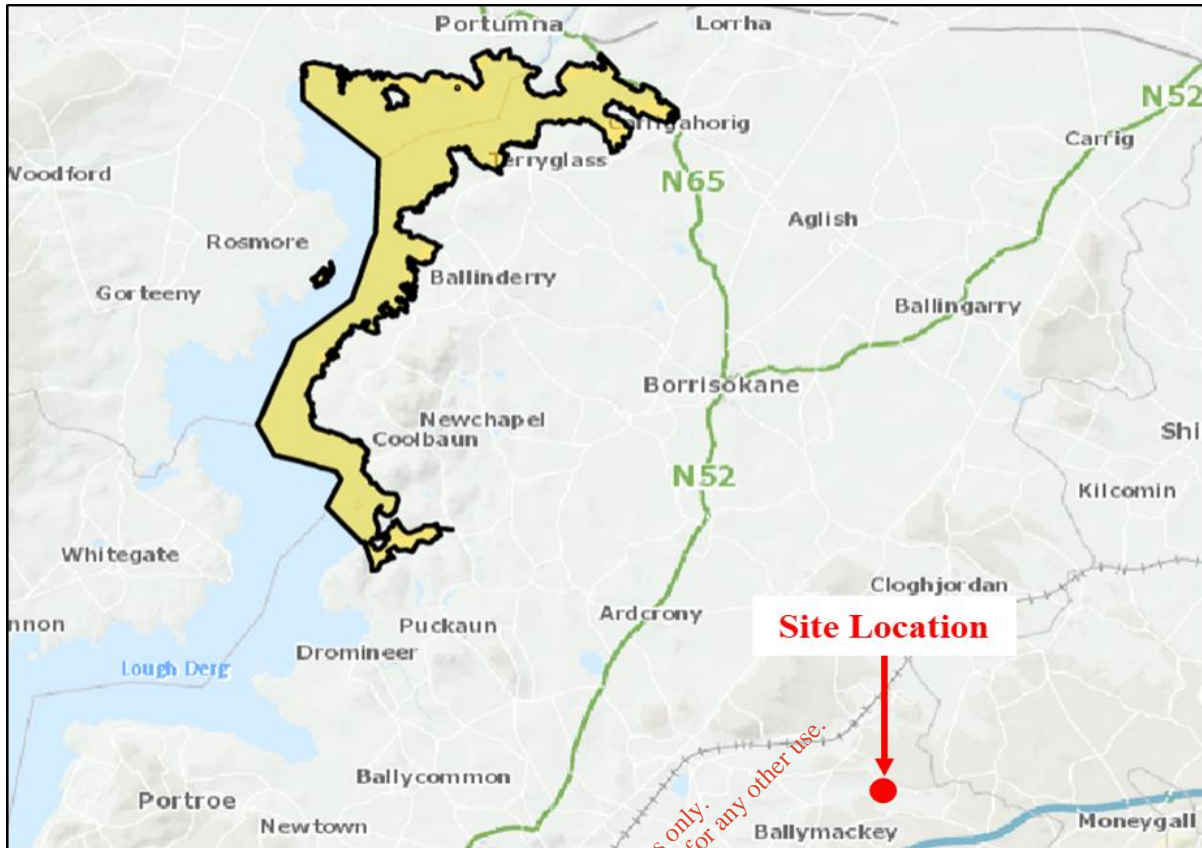 Portumna
Lorrha
N52
Carrig
Woodford
Terryglass
N65
Aglish
Rosmore
Ballinderry
Gorteeny
Ballingarry
Borrisokane
Newchapel
Coolbaun
N52
Shi
Kilcomin
Whitegate
Cloghjordan
nnon
Ardcrony
Puckaun
Site Location
Dromineer
Lough Derg
s only.
for any other use.
Ballycommon
Portroe
Newtown
Ballymackey
Moneygall